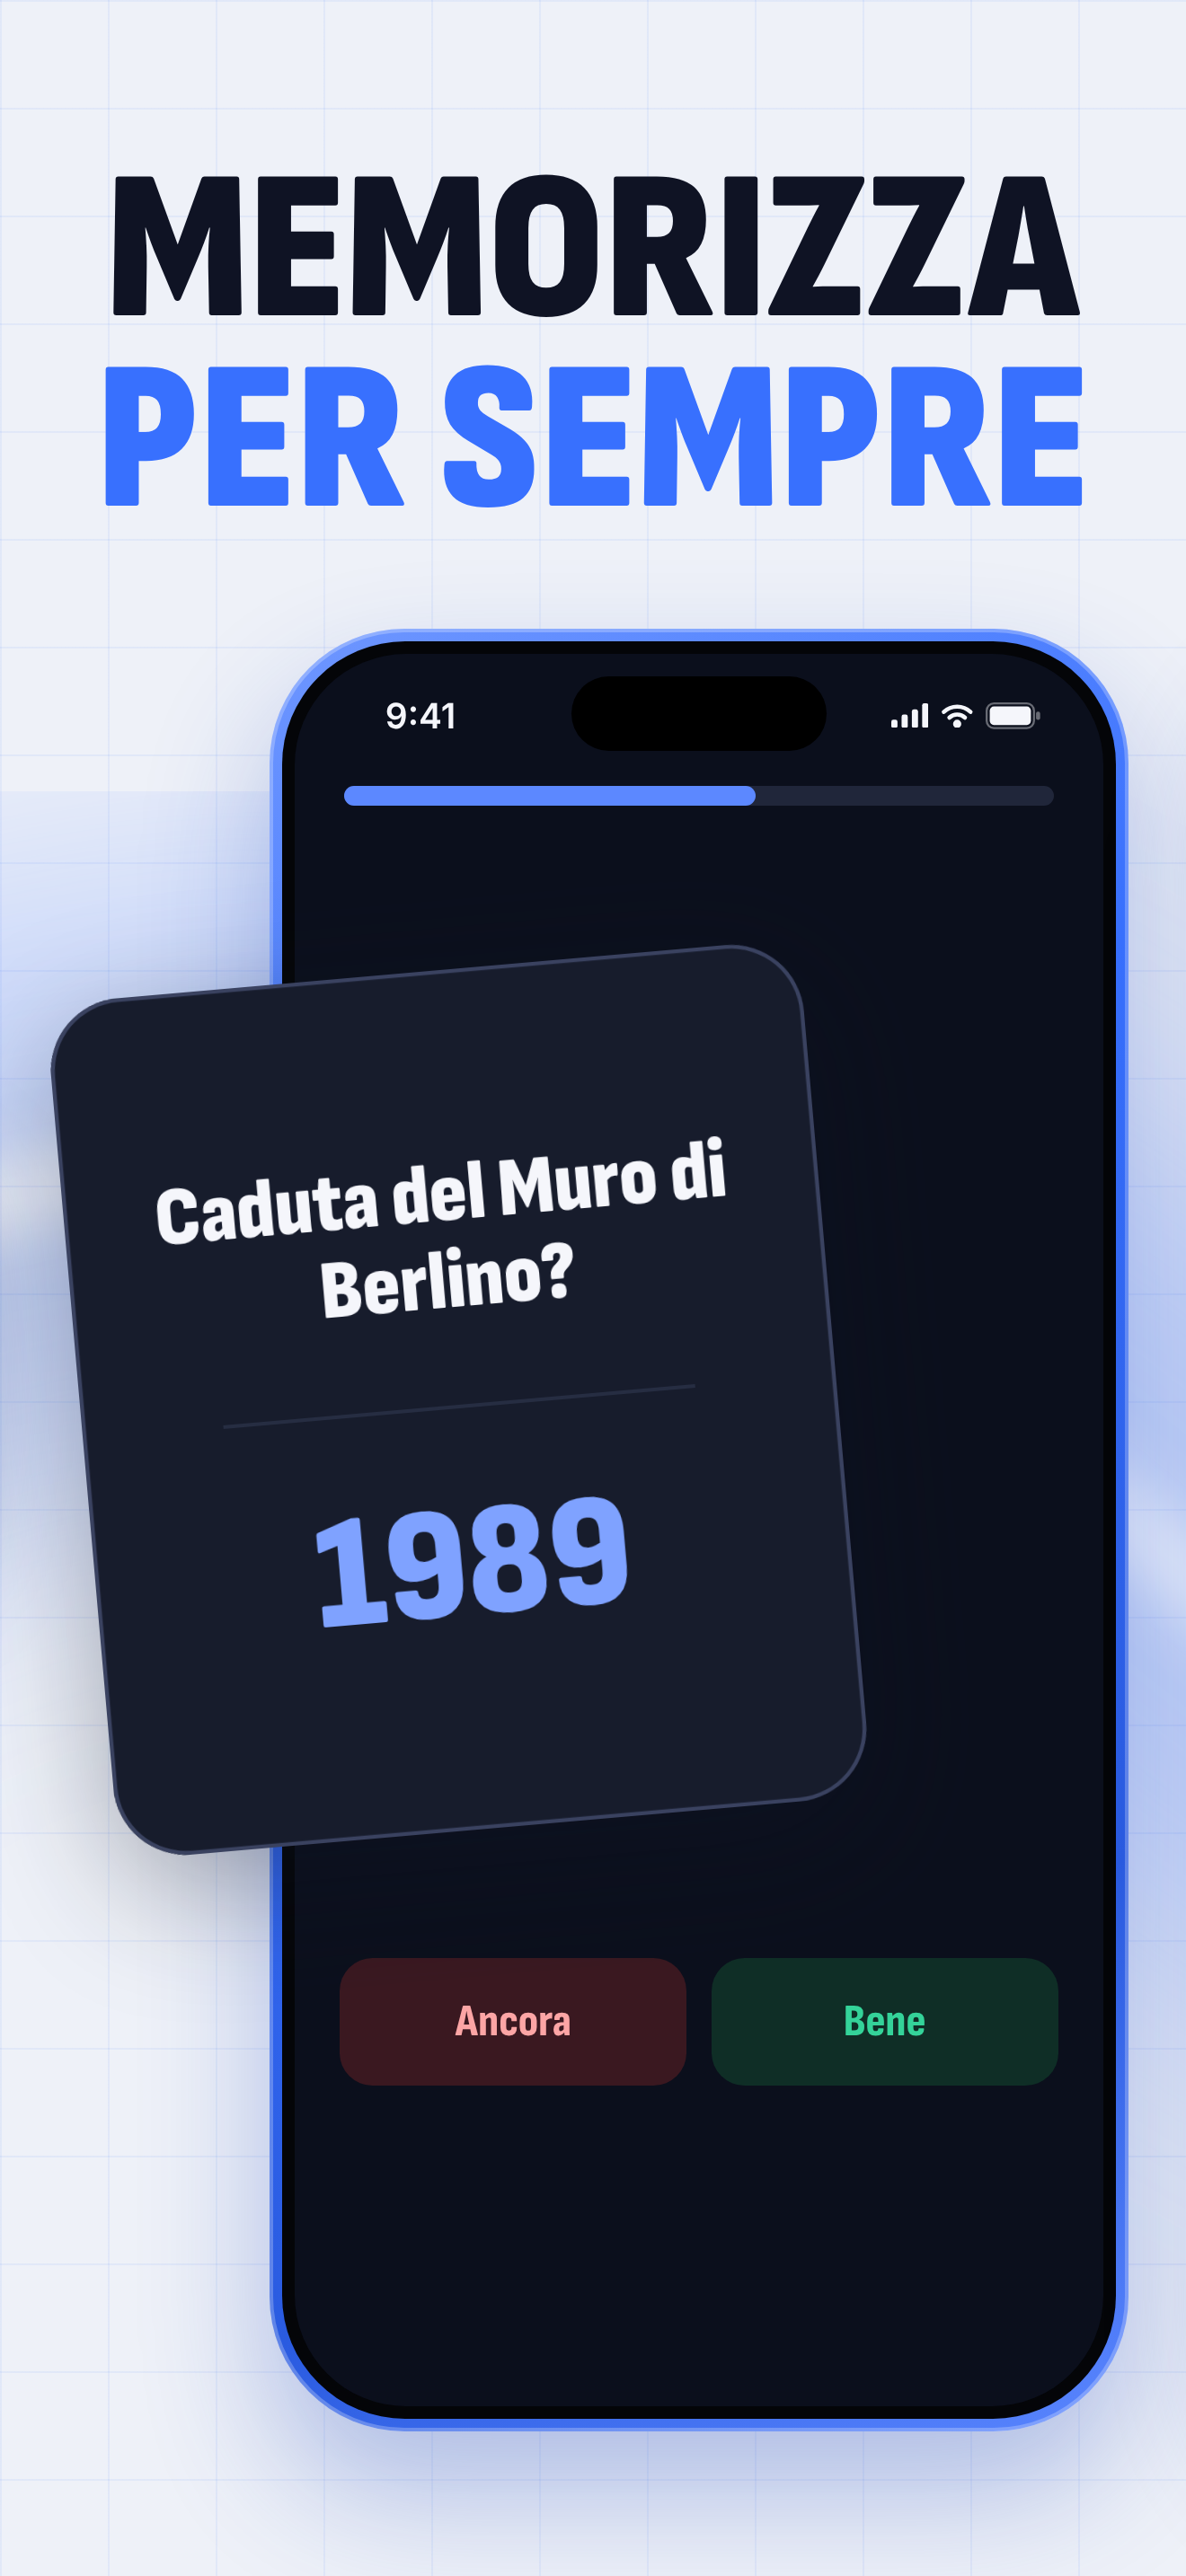 MEMORIZZA
PER SEMPRE
9:41
Caduta del Muro di
Berlino?
1989
Ancora
Bene